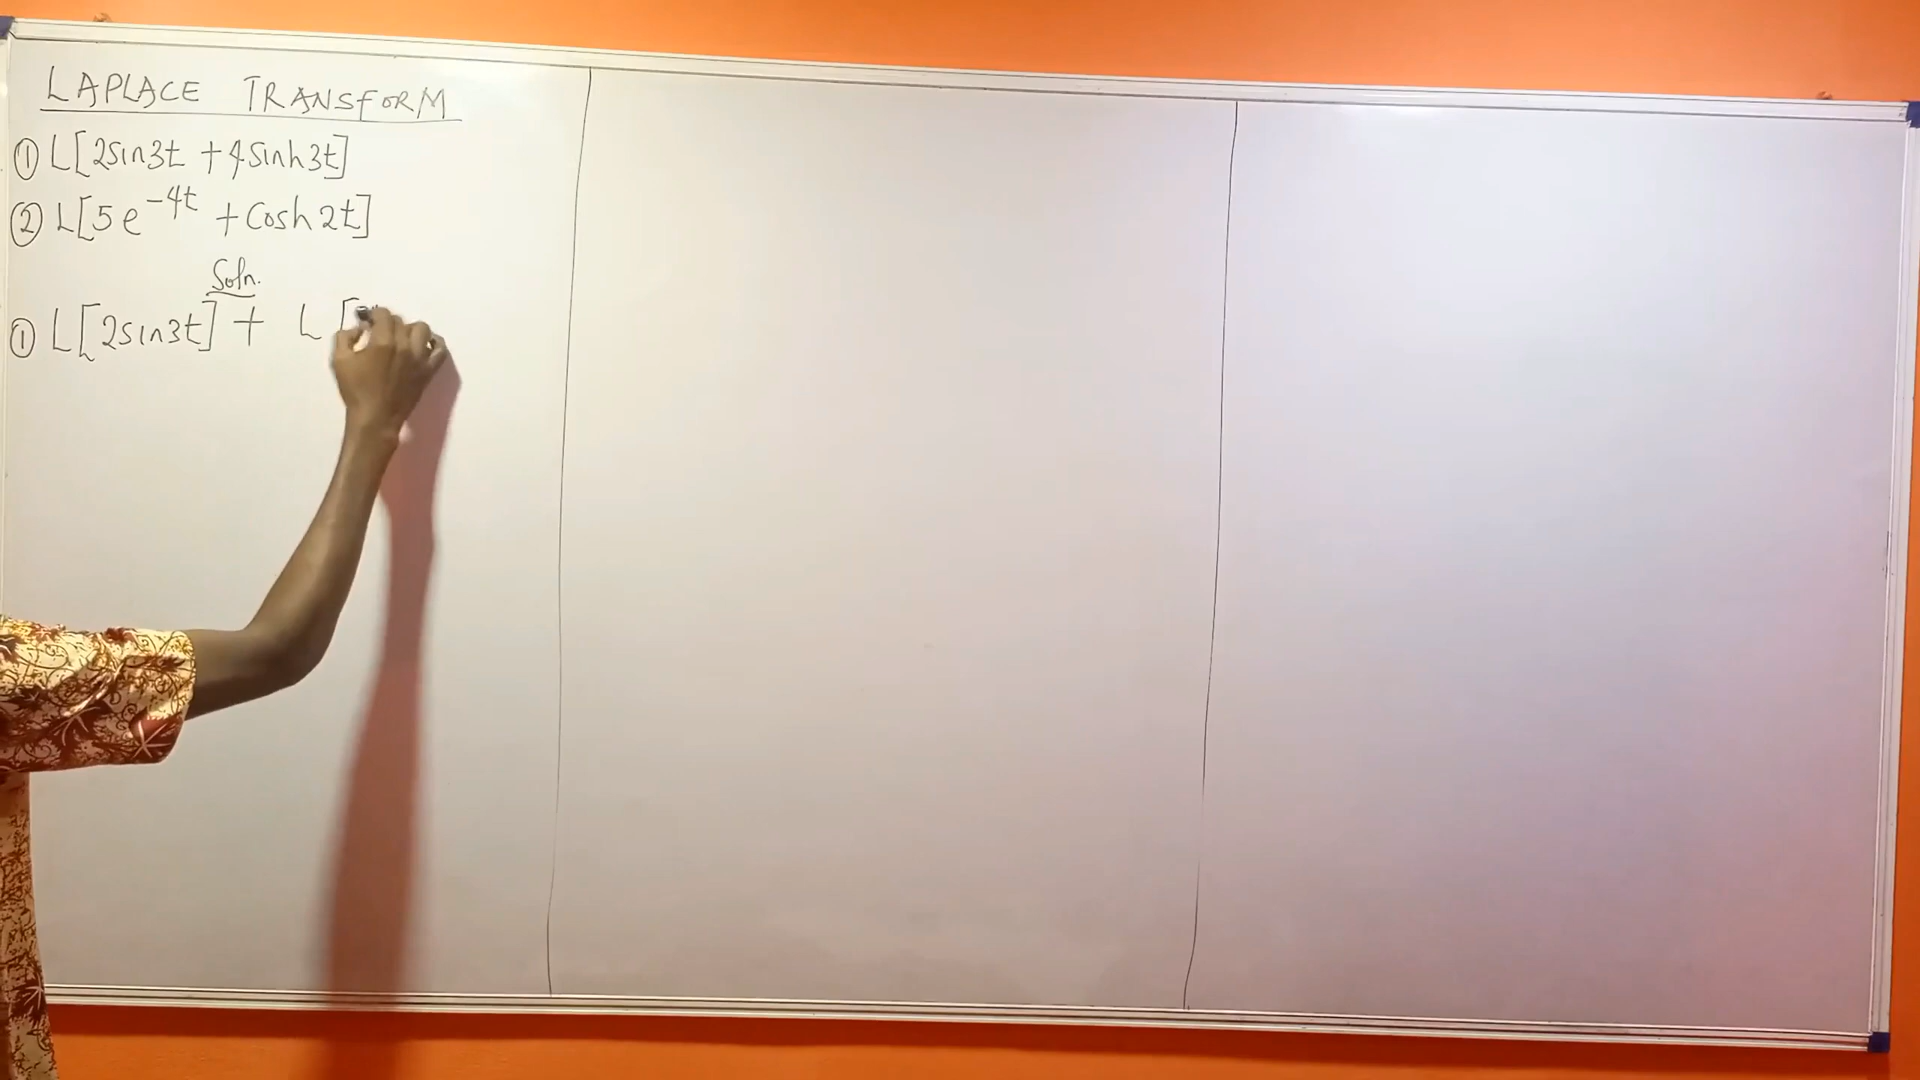 LAPLACE TRANSFORM
① L[2sin3t + 4sinh3t]
② L[5e^-4t + Cosh2t]
Soln.
① L[2sin3t] + L [